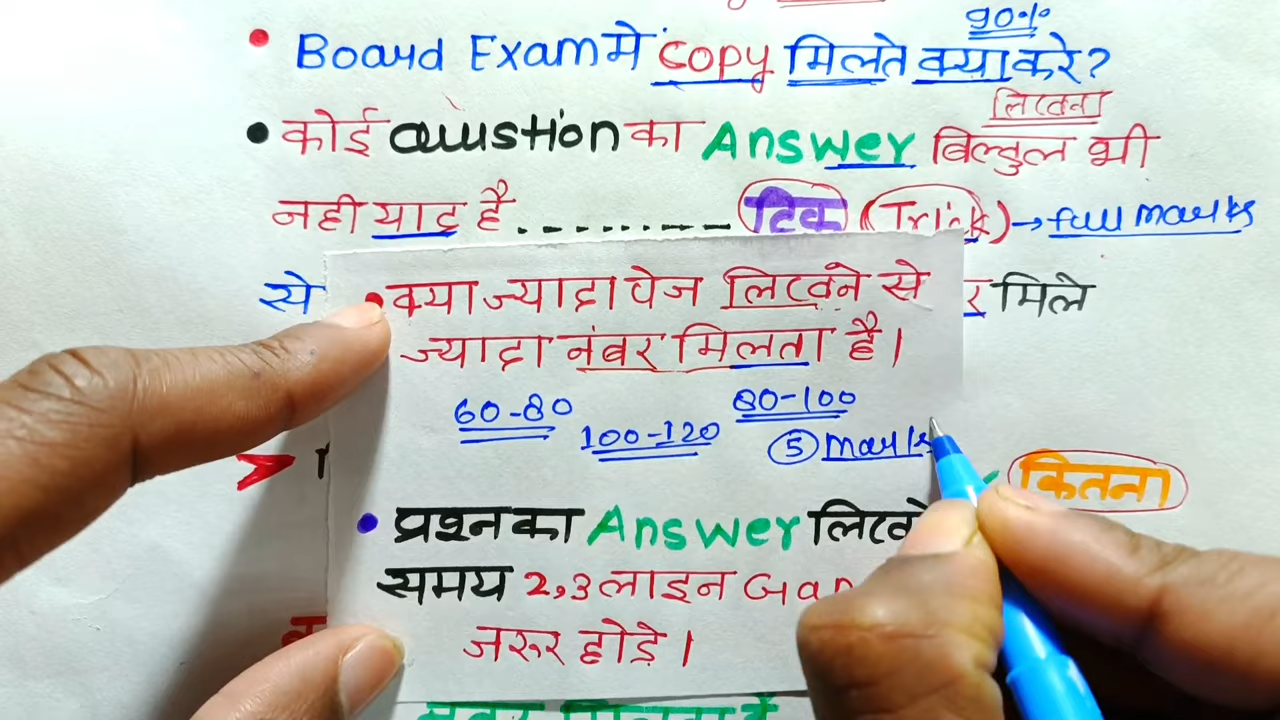 90%
Board Exam मे copy मिलते क्या करे?
लिखना
कोई Question का Answer बिल्कुल भी
नही याद है .......... टिक (Trick) → full marks
से
र मिले
क्या ज्यादा पेज लिखने से
ज्यादा नंबर मिलता है।
60-80
100-120
80-100
5 marks
कितना
प्रश्न का Answer लिखते
समय 2,3 लाइन Gap
जरुर छोड़े।